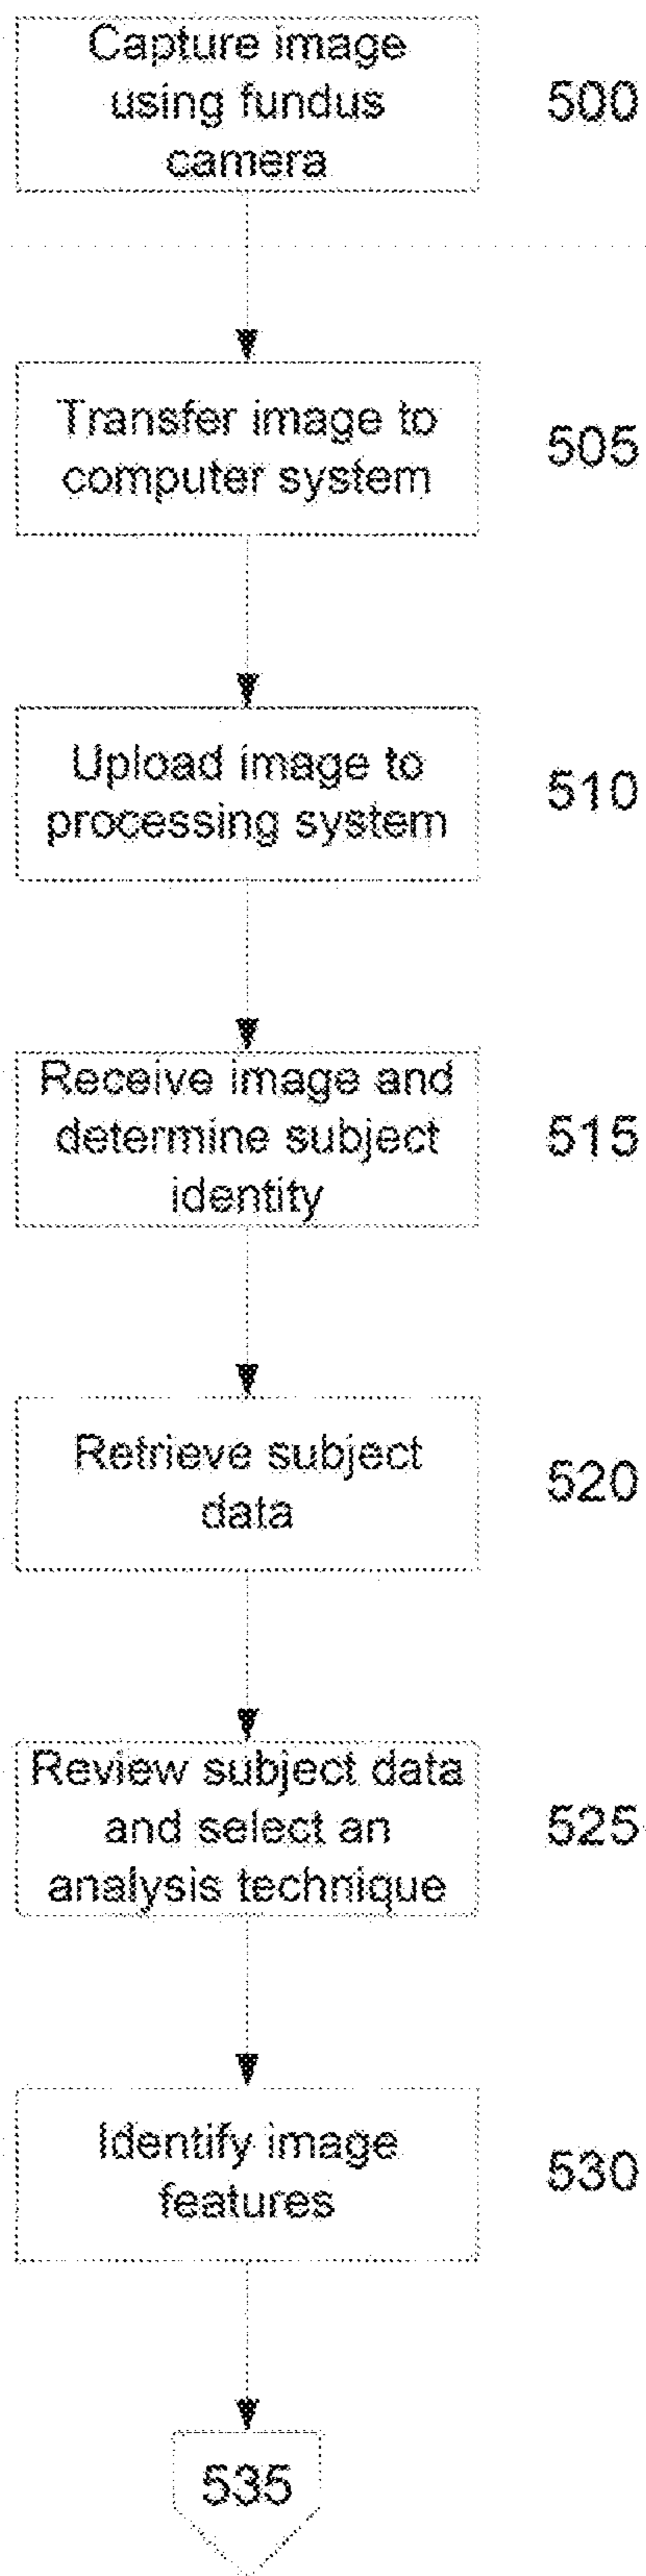 Capture image
using fundus
camera
500
Transfer image to
computer system
505
Upload image to
processing system
510
Receive image and
determine subject
identity
515
Retrieve subject
data
520
Review subject data
and select an
analysis technique
525
Identify image
features
530
535